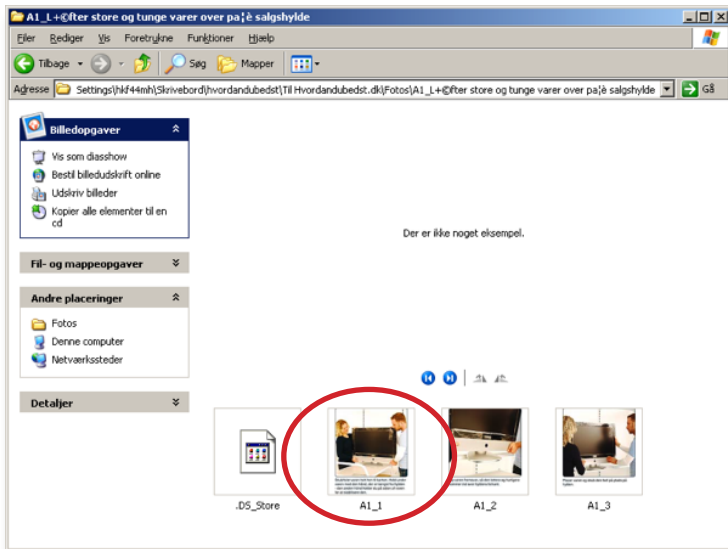 A1_L+©fter store og tunge varer over pa¦è salgshylde
Filer Rediger Vis Foretrukne Funktioner Hjælp
Tilbage Søg Mapper
Adresse Settings\hkf44mh\Skrivebord\hvordandubedst\Til Hvordandubedst.dk\Fotos\A1_L+©fter store og tunge varer over pa¦è salgshylde Gå
Billedopgaver
Vis som diasshow
Bestil billedudskrift online
Udskriv billeder
Kopier alle elementer til en
cd
Der er ikke noget eksempel.
Fil- og mappeopgaver
Andre placeringer
Fotos
Denne computer
Netværkssteder
Detaljer
.DS_Store A1_1 A1_2 A1_3